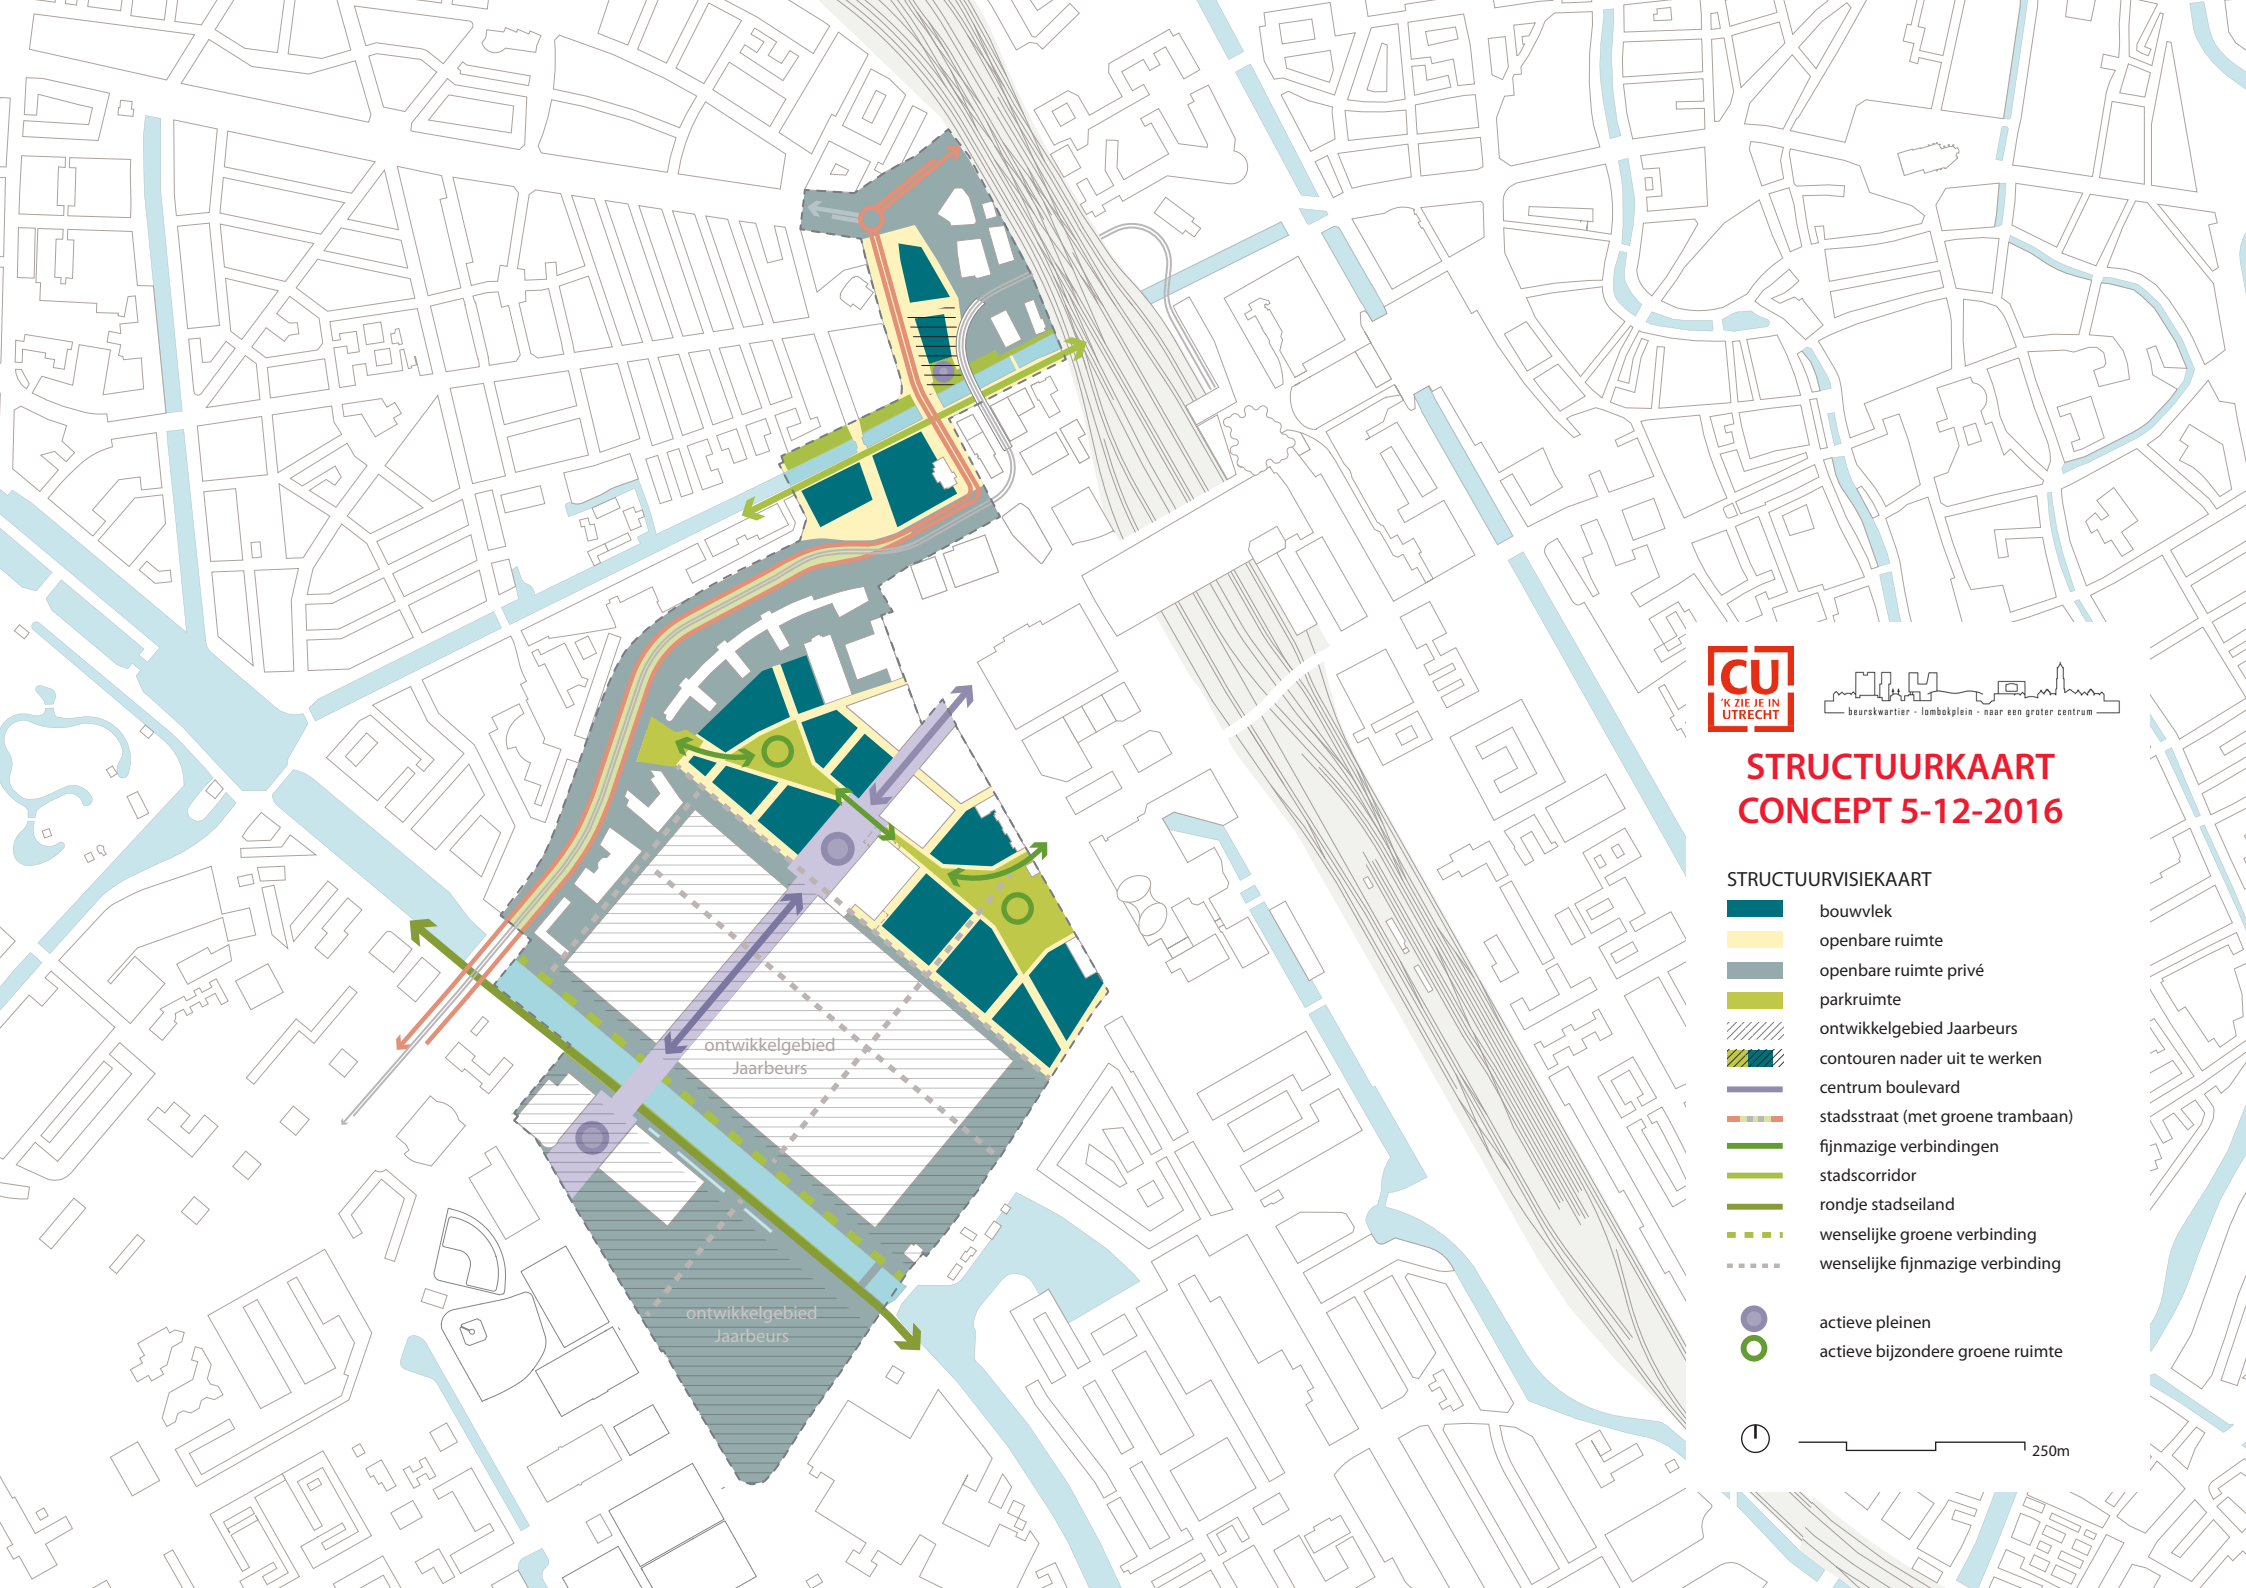 CU
'K ZIE JE IN
UTRECHT
beurskwartier - lombokplein - naar een groter centrum
STRUCTUURKAART
CONCEPT 5-12-2016
STRUCTUURVISIEKAART
bouwvlek
openbare ruimte
openbare ruimte privé
parkruimte
ontwikkelgebied Jaarbeurs
contouren nader uit te werken
centrum boulevard
stadsstraat (met groene trambaan)
fijnmazige verbindingen
stadscorridor
rondje stadseiland
wenselijke groene verbinding
wenselijke fijnmazige verbinding
actieve pleinen
actieve bijzondere groene ruimte
250m
ontwikkelgebied
Jaarbeurs
ontwikkelgebied
Jaarbeurs